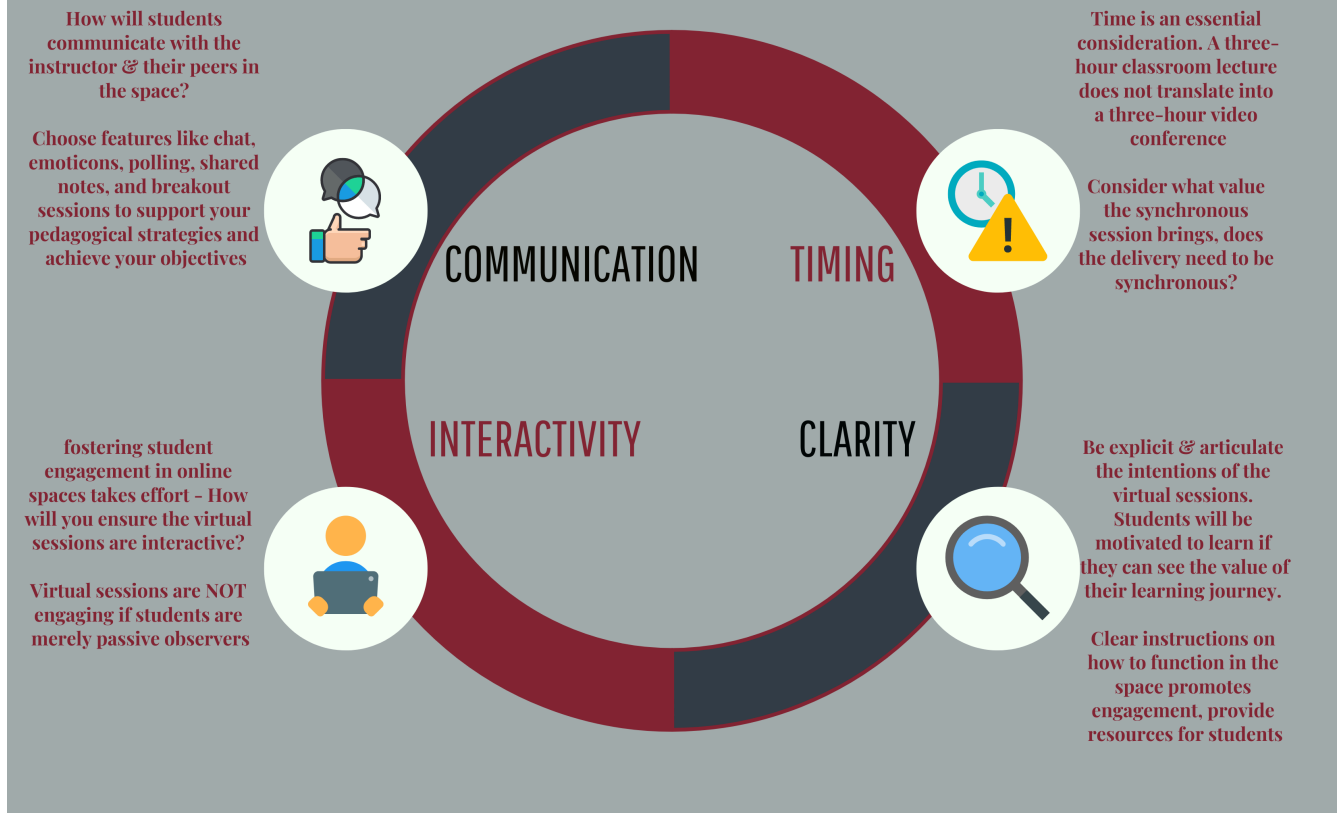 How will students
communicate with the
instructor & their peers in
the space?
Choose features like chat,
emoticons, polling, shared
notes, and breakout
sessions to support your
pedagogical strategies and
achieve your objectives
COMMUNICATION
TIMING
Time is an essential
consideration. A three-
hour classroom lecture
does not translate into
a three-hour video
conference
Consider what value
the synchronous
session brings, does
the delivery need to be
synchronous?
fostering student
engagement in online
spaces takes effort - How
will you ensure the virtual
sessions are interactive?
Virtual sessions are NOT
engaging if students are
merely passive observers
INTERACTIVITY
CLARITY
Be explicit & articulate
the intentions of the
virtual sessions.
Students will be
motivated to learn if
they can see the value of
their learning journey.
Clear instructions on
how to function in the
space promotes
engagement, provide
resources for students